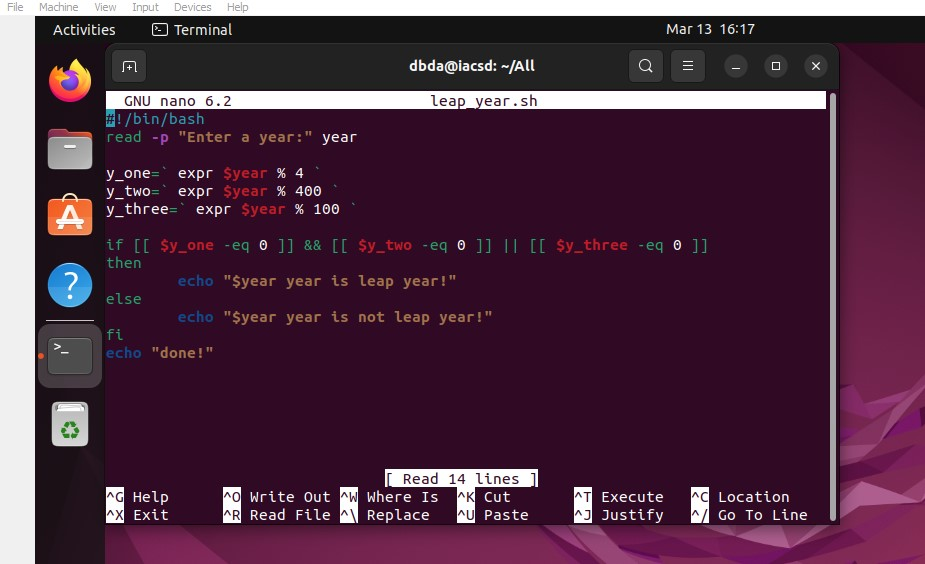 File Machine View Input Devices Help
Activities Terminal Mar 13 16:17
dbda@iacsd: ~/All
GNU nano 6.2 leap_year.sh
#!/bin/bash
read -p "Enter a year:" year
y_one=` expr $year % 4 `
y_two=` expr $year % 400 `
y_three=` expr $year % 100 `
if [[ $y_one -eq 0 ]] && [[ $y_two -eq 0 ]] || [[ $y_three -eq 0 ]]
then
echo "$year year is leap year!"
else
echo "$year year is not leap year!"
fi
echo "done!"
[ Read 14 lines ]
^G Help ^O Write Out ^W Where Is ^K Cut ^T Execute ^C Location
^X Exit ^R Read File ^\ Replace ^U Paste ^J Justify ^/ Go To Line